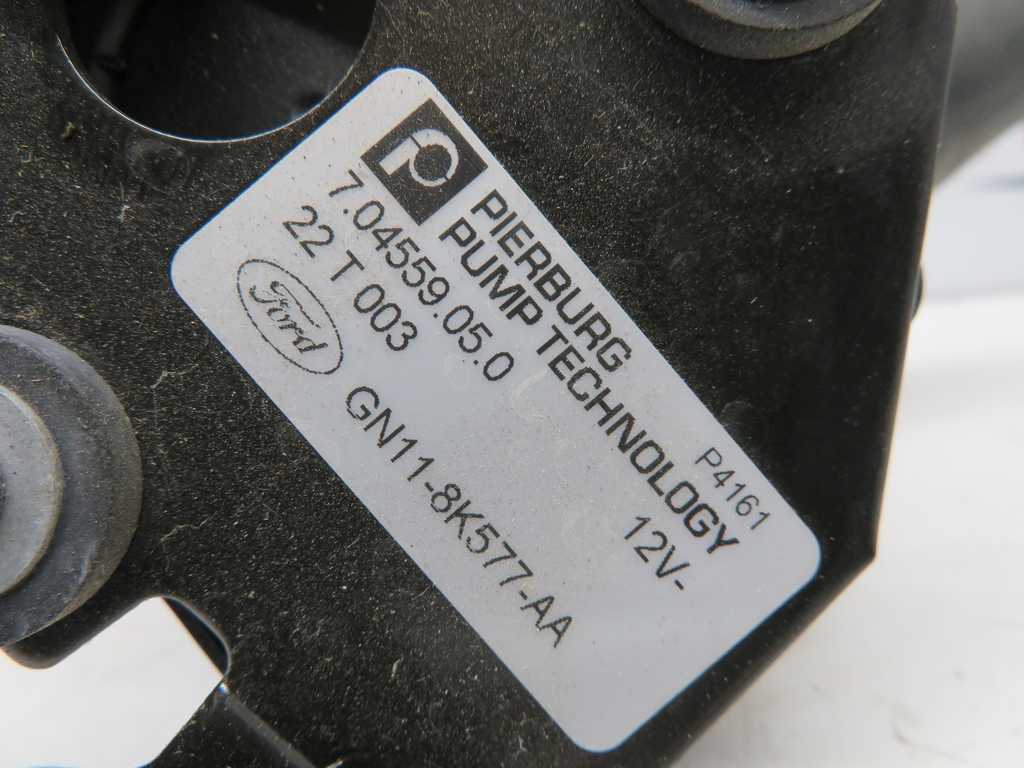 PIERBURG
PUMP TECHNOLOGY
7.04559.05.0
22 T 003
P4161
12V-
Ford
GN11-8K577-AA